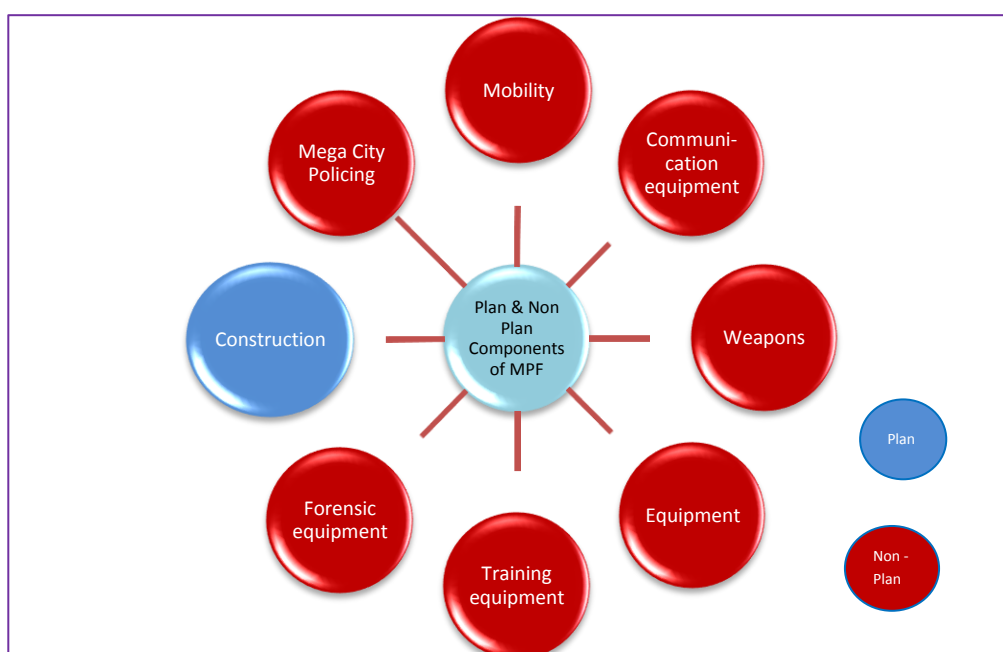 Mobility
Communi-
cation
equipment
Mega City
Policing
Plan & Non
Plan
Components
of MPF
Construction
Weapons
Plan
Forensic
equipment
Equipment
Training
equipment
Non -
Plan